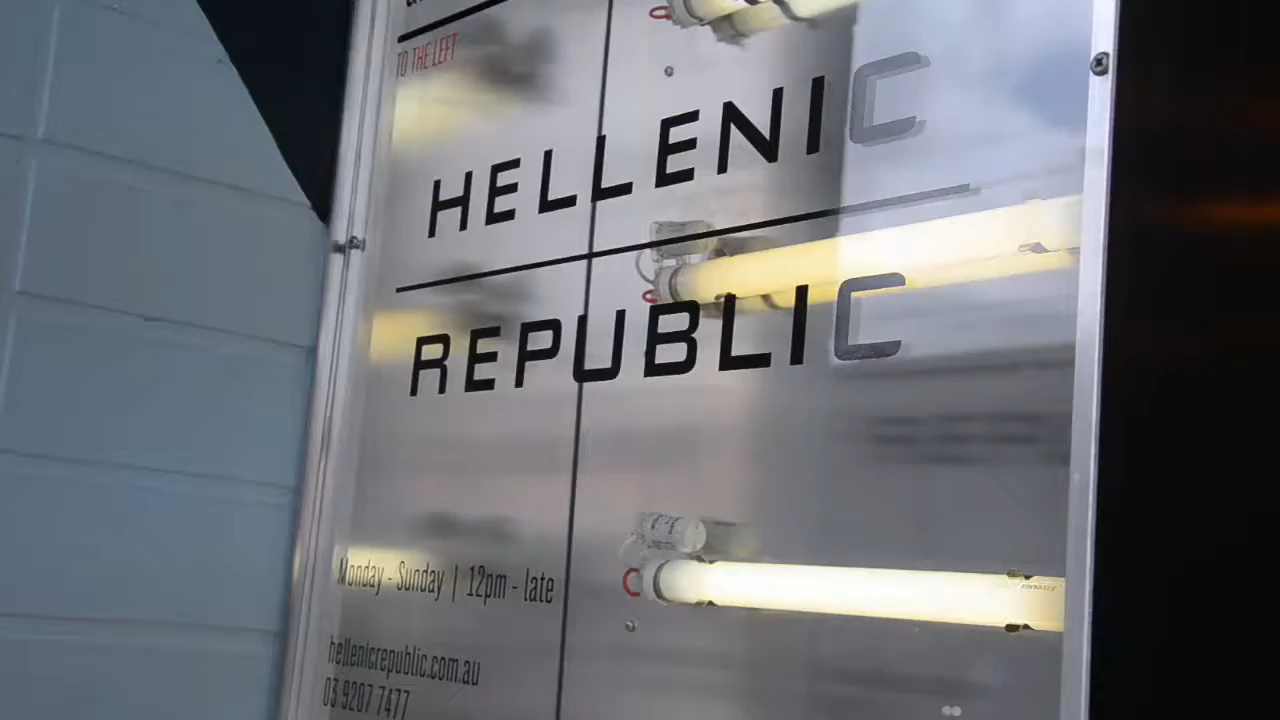 TO THE LEFT
HELLENIC
REPUBLIC
Monday - Sunday | 12pm - late
hellenicrepublic.com.au
03 9207 7477